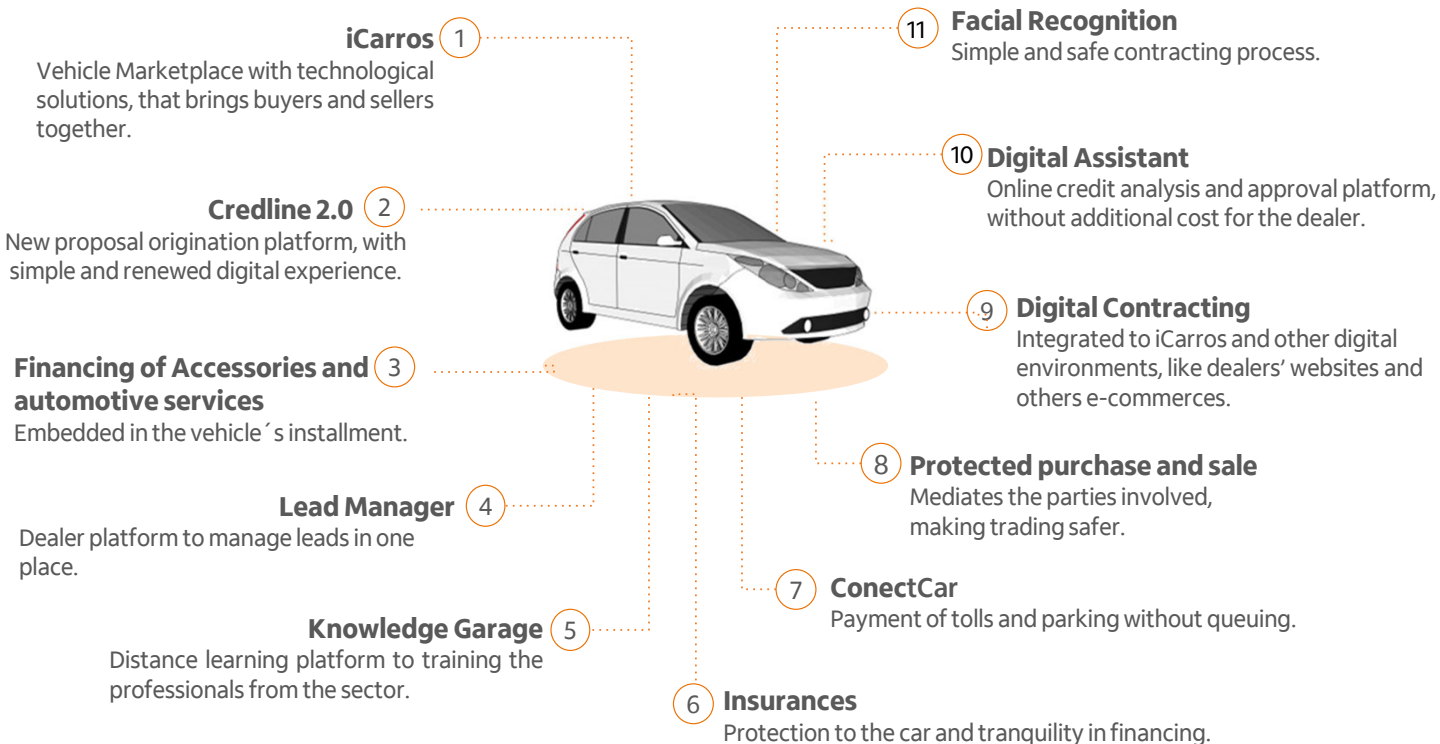 iCarros 1
Vehicle Marketplace with technological
solutions, that brings buyers and sellers
together.
Credline 2.0 2
New proposal origination platform, with
simple and renewed digital experience.
Financing of Accessories and 3
automotive services
Embedded in the vehicle´s installment.
Lead Manager 4
Dealer platform to manage leads in one
place.
Knowledge Garage 5
Distance learning platform to training the
professionals from the sector.
6 Insurances
Protection to the car and tranquility in financing.
7 ConectCar
Payment of tolls and parking without queuing.
8 Protected purchase and sale
Mediates the parties involved,
making trading safer.
9 Digital Contracting
Integrated to iCarros and other digital
environments, like dealers’ websites and
others e-commerces.
10 Digital Assistant
Online credit analysis and approval platform,
without additional cost for the dealer.
11 Facial Recognition
Simple and safe contracting process.